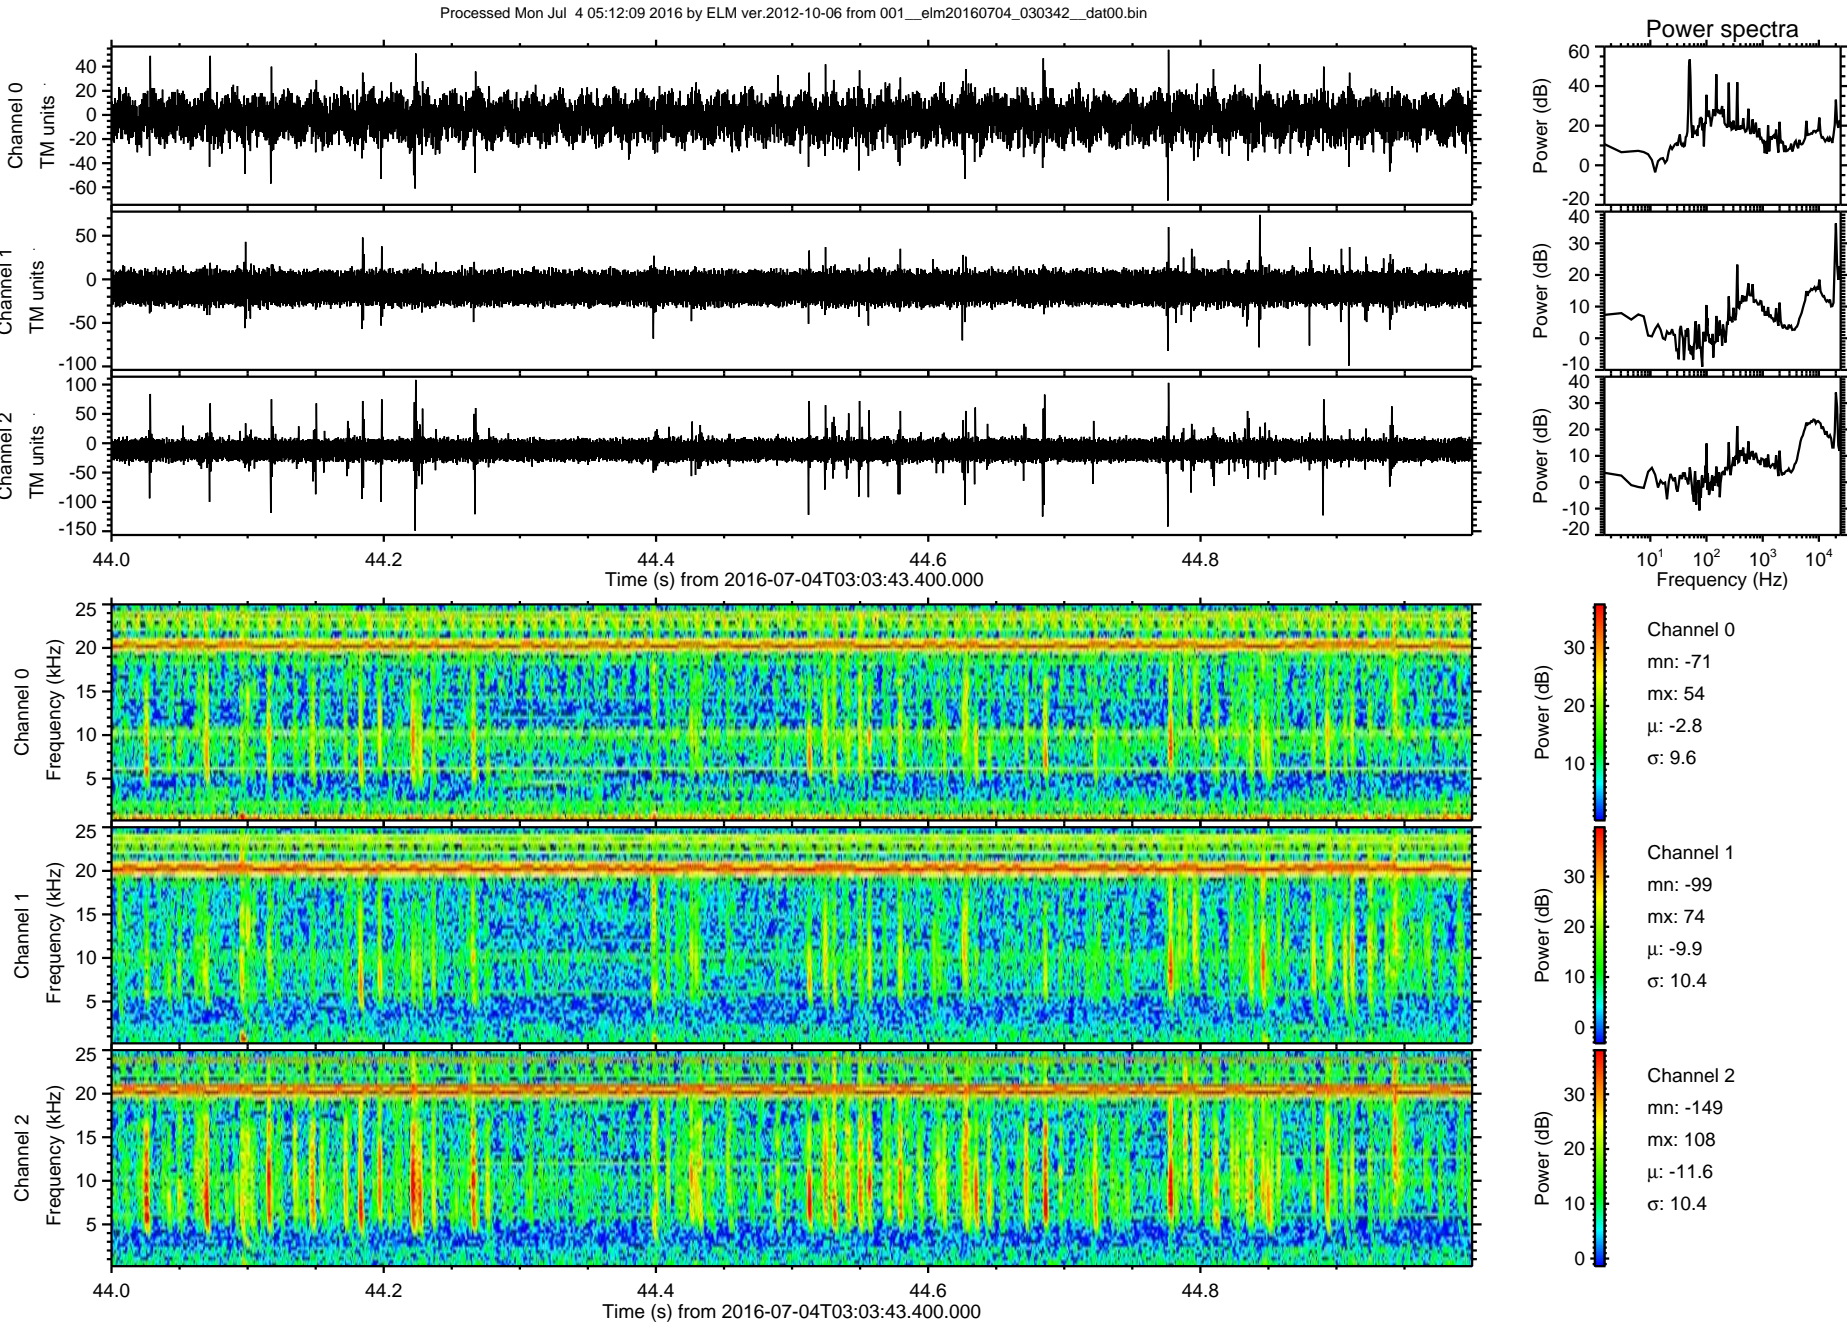 Processed Mon Jul 4 05:12:09 2016 by ELM ver.2012-10-06 from 001__elm20160704_030342__dat00.bin
Power spectra
Channel 0
TM units
40
20
0
-20
-40
-60
Power (dB)
60
40
20
0
-20
Channel 1
TM units
50
0
-50
-100
Power (dB)
40
30
20
10
0
-10
Channel 2
TM units
100
50
0
-50
-100
-150
Power (dB)
40
30
20
10
0
-10
-20
44.0 44.2 44.4 44.6 44.8
Time (s) from 2016-07-04T03:03:43.400.000
10¹ 10² 10³ 10⁴
Frequency (Hz)
Channel 0
Frequency (kHz)
25
20
15
10
5
Power (dB)
30
20
10
Channel 0
mn: -71
mx: 54
μ: -2.8
σ: 9.6
Channel 1
Frequency (kHz)
25
20
15
10
5
Power (dB)
30
20
10
0
Channel 1
mn: -99
mx: 74
μ: -9.9
σ: 10.4
Channel 2
Frequency (kHz)
25
20
15
10
5
Power (dB)
30
20
10
0
Channel 2
mn: -149
mx: 108
μ: -11.6
σ: 10.4
44.0 44.2 44.4 44.6 44.8
Time (s) from 2016-07-04T03:03:43.400.000